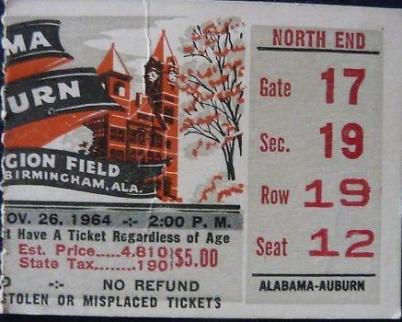 MA
URN
GION FIELD
BIRMINGHAM, ALA.
OV. 26, 1964 -:- 2:00 P. M.
t Have A Ticket Regardless of Age
Est. Price.....4.810
State Tax........190
$5.00
O -:- NO REFUND
STOLEN OR MISPLACED TICKETS
NORTH END
Gate 17
Sec. 19
Row 19
Seat 12
ALABAMA-AUBURN